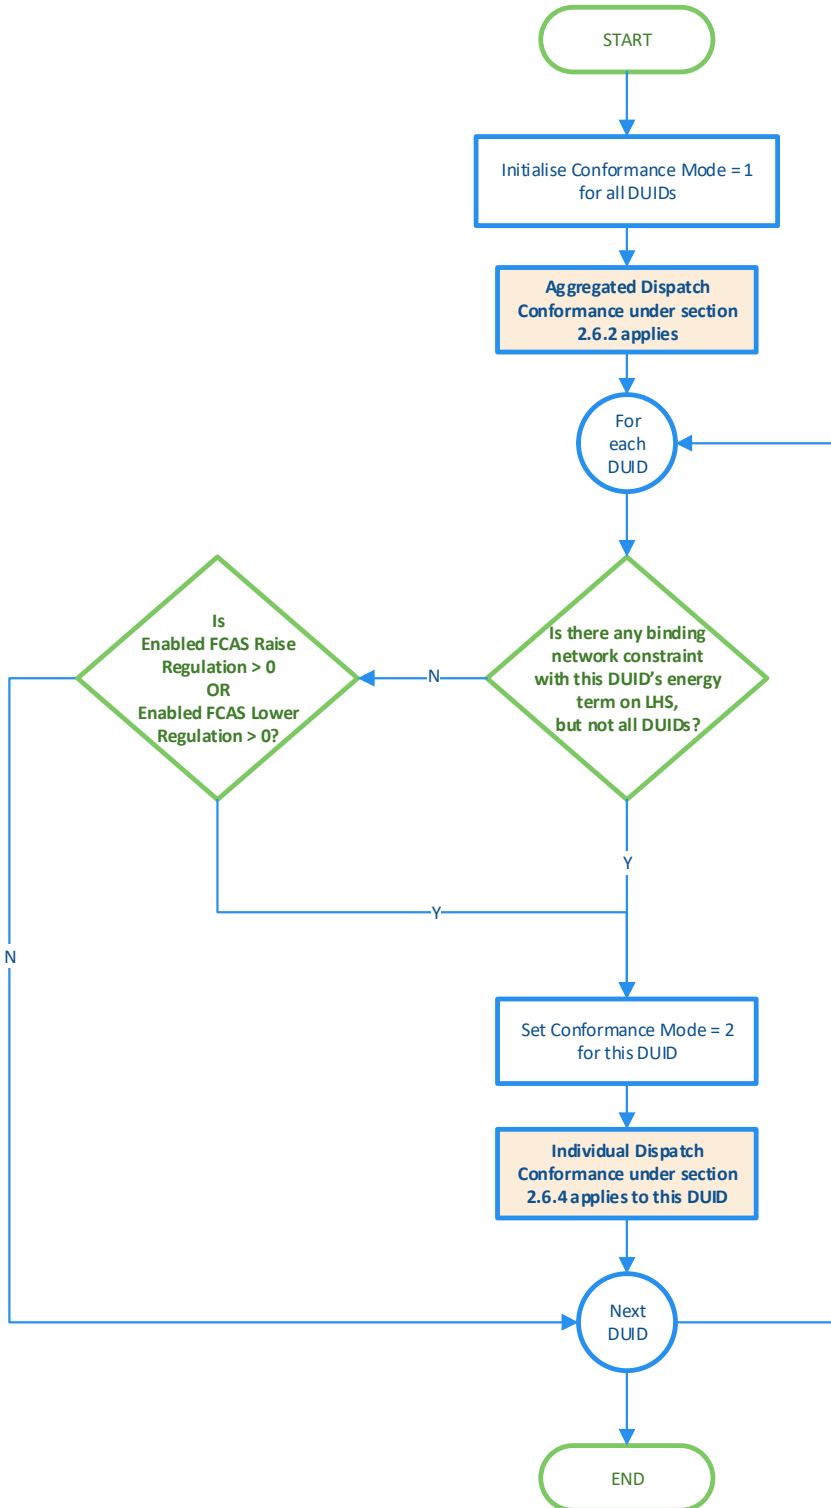 START
Initialise Conformance Mode = 1
for all DUIDs
Aggregated Dispatch
Conformance under section
2.6.2 applies
For
each
DUID
Is there any binding
network constraint
with this DUID's energy
term on LHS,
but not all DUIDs?
N
Is
Enabled FCAS Raise
Regulation > 0
OR
Enabled FCAS Lower
Regulation > 0?
Y
Y
N
Set Conformance Mode = 2
for this DUID
Individual Dispatch
Conformance under section
2.6.4 applies to this DUID
Next
DUID
END